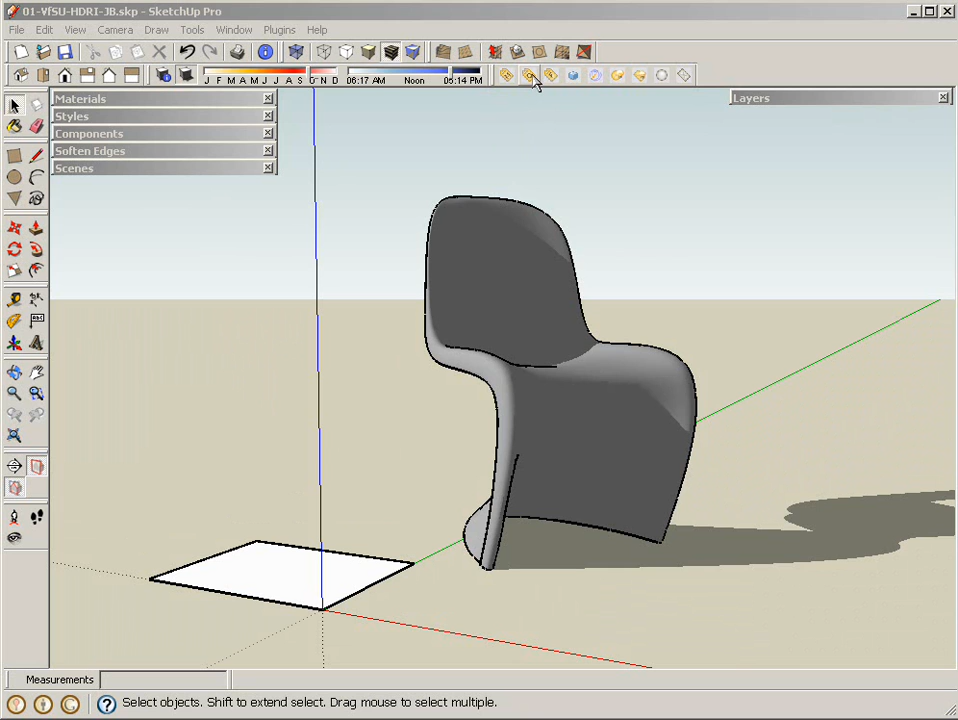 01-VfSU-HDRI-JB.skp - SketchUp Pro
File Edit View Camera Draw Tools Window Plugins Help
J F M A M J J A S O N D 06:17 AM Noon 05:14 PM
Materials
Styles
Components
Soften Edges
Scenes
Layers
Measurements
Select objects. Shift to extend select. Drag mouse to select multiple.